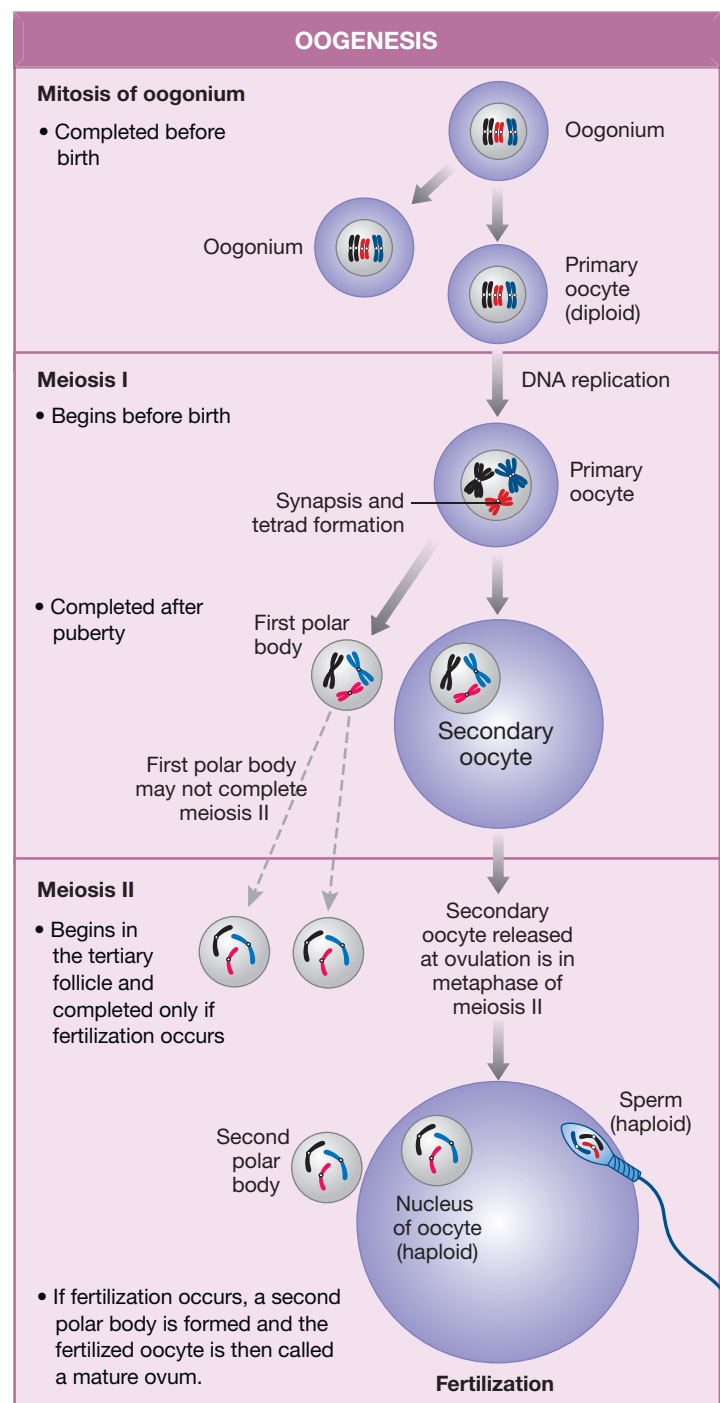 OOGENESIS
Mitosis of oogonium
• Completed before
birth
Oogonium
Oogonium
Primary
oocyte
(diploid)
Meiosis I
• Begins before birth
DNA replication
Primary
oocyte
Synapsis and
tetrad formation
• Completed after
puberty
First polar
body
Secondary
oocyte
First polar body
may not complete
meiosis II
Meiosis II
• Begins in
the tertiary
follicle and
completed only if
fertilization occurs
Secondary
oocyte released
at ovulation is in
metaphase of
meiosis II
Sperm
(haploid)
Second
polar
body
Nucleus
of oocyte
(haploid)
• If fertilization occurs, a second
polar body is formed and the
fertilized oocyte is then called
a mature ovum.
Fertilization